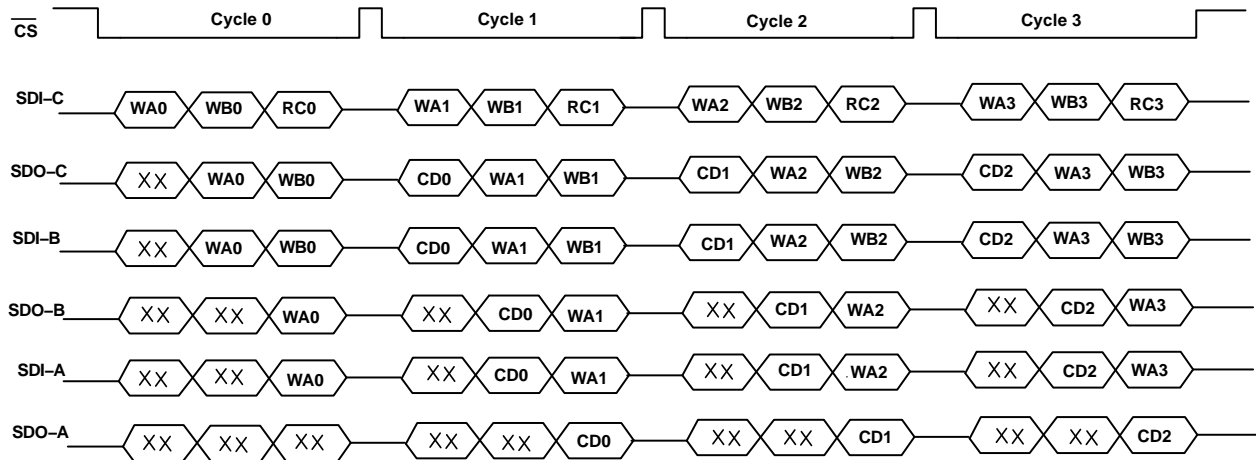 CS Cycle 0 Cycle 1 Cycle 2 Cycle 3
SDI–C WA0 WB0 RC0 WA1 WB1 RC1 WA2 WB2 RC2 WA3 WB3 RC3
SDO–C XX WA0 WB0 CD0 WA1 WB1 CD1 WA2 WB2 CD2 WA3 WB3
SDI–B XX WA0 WB0 CD0 WA1 WB1 CD1 WA2 WB2 CD2 WA3 WB3
SDO–B XX XX WA0 XX CD0 WA1 XX CD1 WA2 XX CD2 WA3
SDI–A XX XX WA0 XX CD0 WA1 XX CD1 WA2 XX CD2 WA3
SDO–A XX XX XX XX XX CD0 XX XX CD1 XX XX CD2